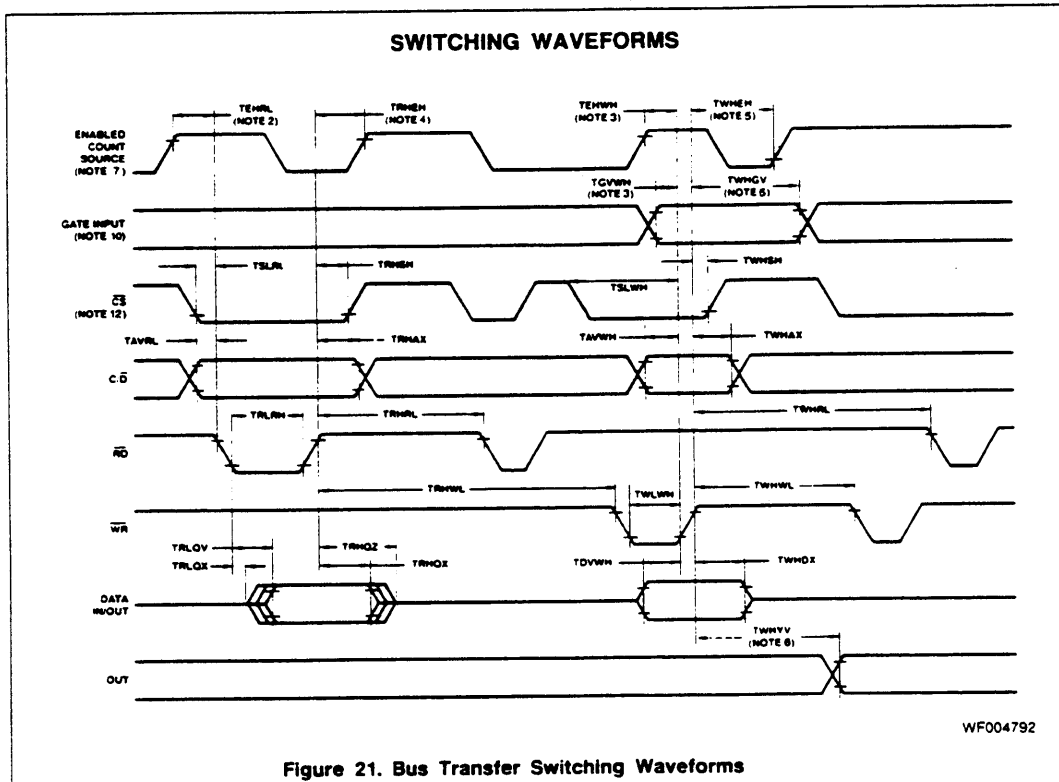 SWITCHING WAVEFORMS
TEHRL
(NOTE 2)
TRHEH
(NOTE 4)
TEHWH
(NOTE 3)
TWHEH
(NOTE 5)
ENABLED
COUNT
SOURCE
(NOTE 7)
TGVWH
(NOTE 3)
TWHGV
(NOTE 5)
GATE INPUT
(NOTE 10)
TSLRL
TRHSH
TSLWH
TWHSH
CS
(NOTE 12)
TAVRL
TRHAX
TAVWH
TWHAX
C/D
TRLRH
TRHRL
TWHRL
RD
TRHWL
TWLWH
TWHWL
WR
TRLQV
TRHQZ
TRLQX
TRHQX
TDVWH
TWHDX
DATA
IN/OUT
TWHYV
(NOTE 6)
OUT
WF004792
Figure 21. Bus Transfer Switching Waveforms